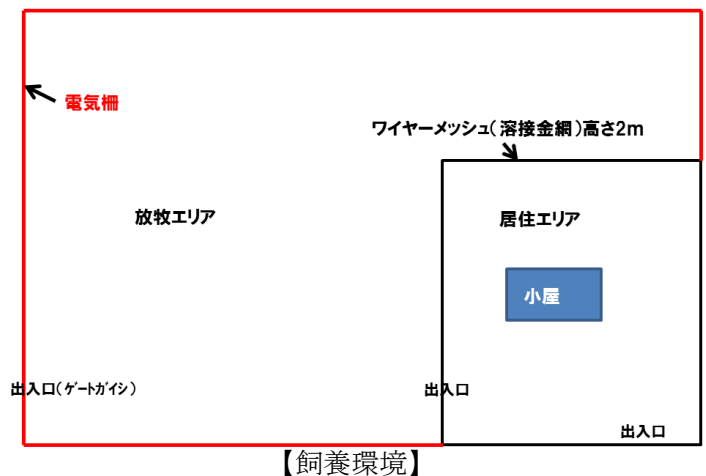 電気柵
ワイヤーメッシュ（溶接金網）高さ2m
放牧エリア
居住エリア
小屋
出入口（ｹﾞｰﾄｶﾞｲｼ）
出入口
出入口
【飼養環境】